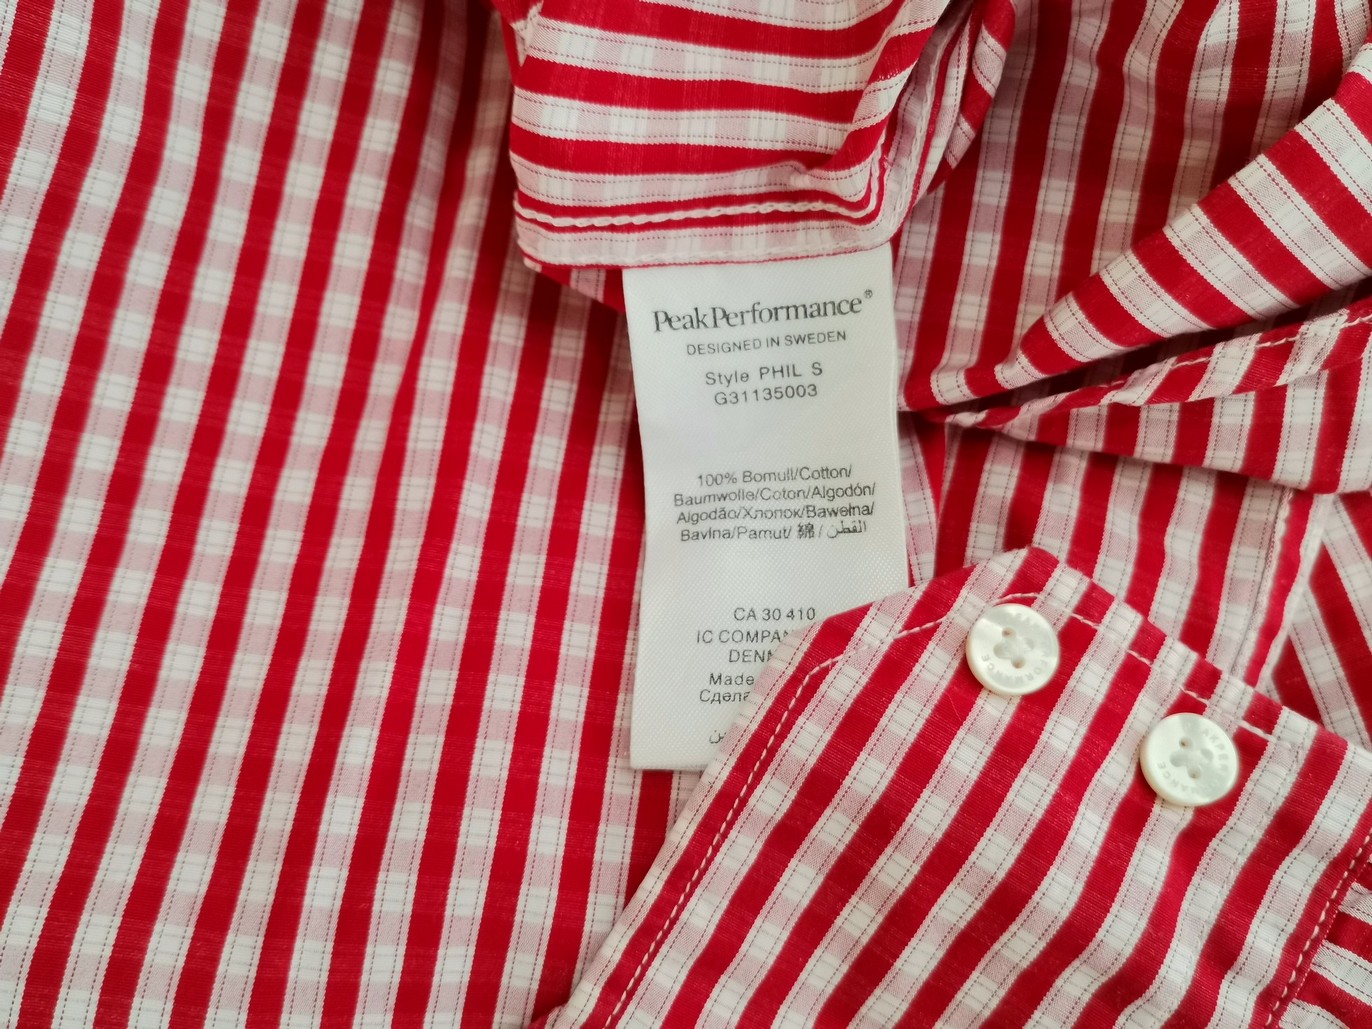 PeakPerformance®
DESIGNED IN SWEDEN
Style PHIL S
G31135003
100% Bomull/Cotton/
Baumwolle/Coton/Algodón/
Algodão/Хлопок/Bawełna/
Bavlna/Pamut/ 綿 / القطن
CA 30 410
IC COMPAN
DENM
Made
Сдела